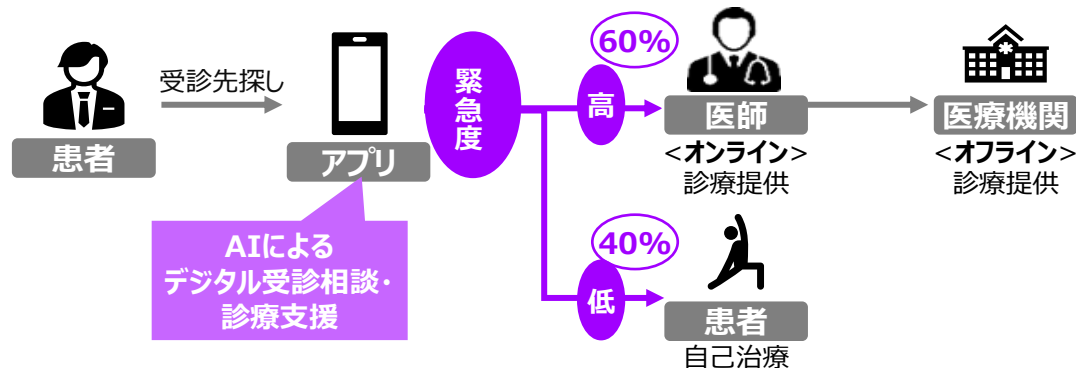 受診先探し
患者
アプリ
AIによる
デジタル受診相談・
診療支援
緊急度
60%
高
医師
<オンライン>
診療提供
医療機関
<オフライン>
診療提供
40%
低
患者
自己治療